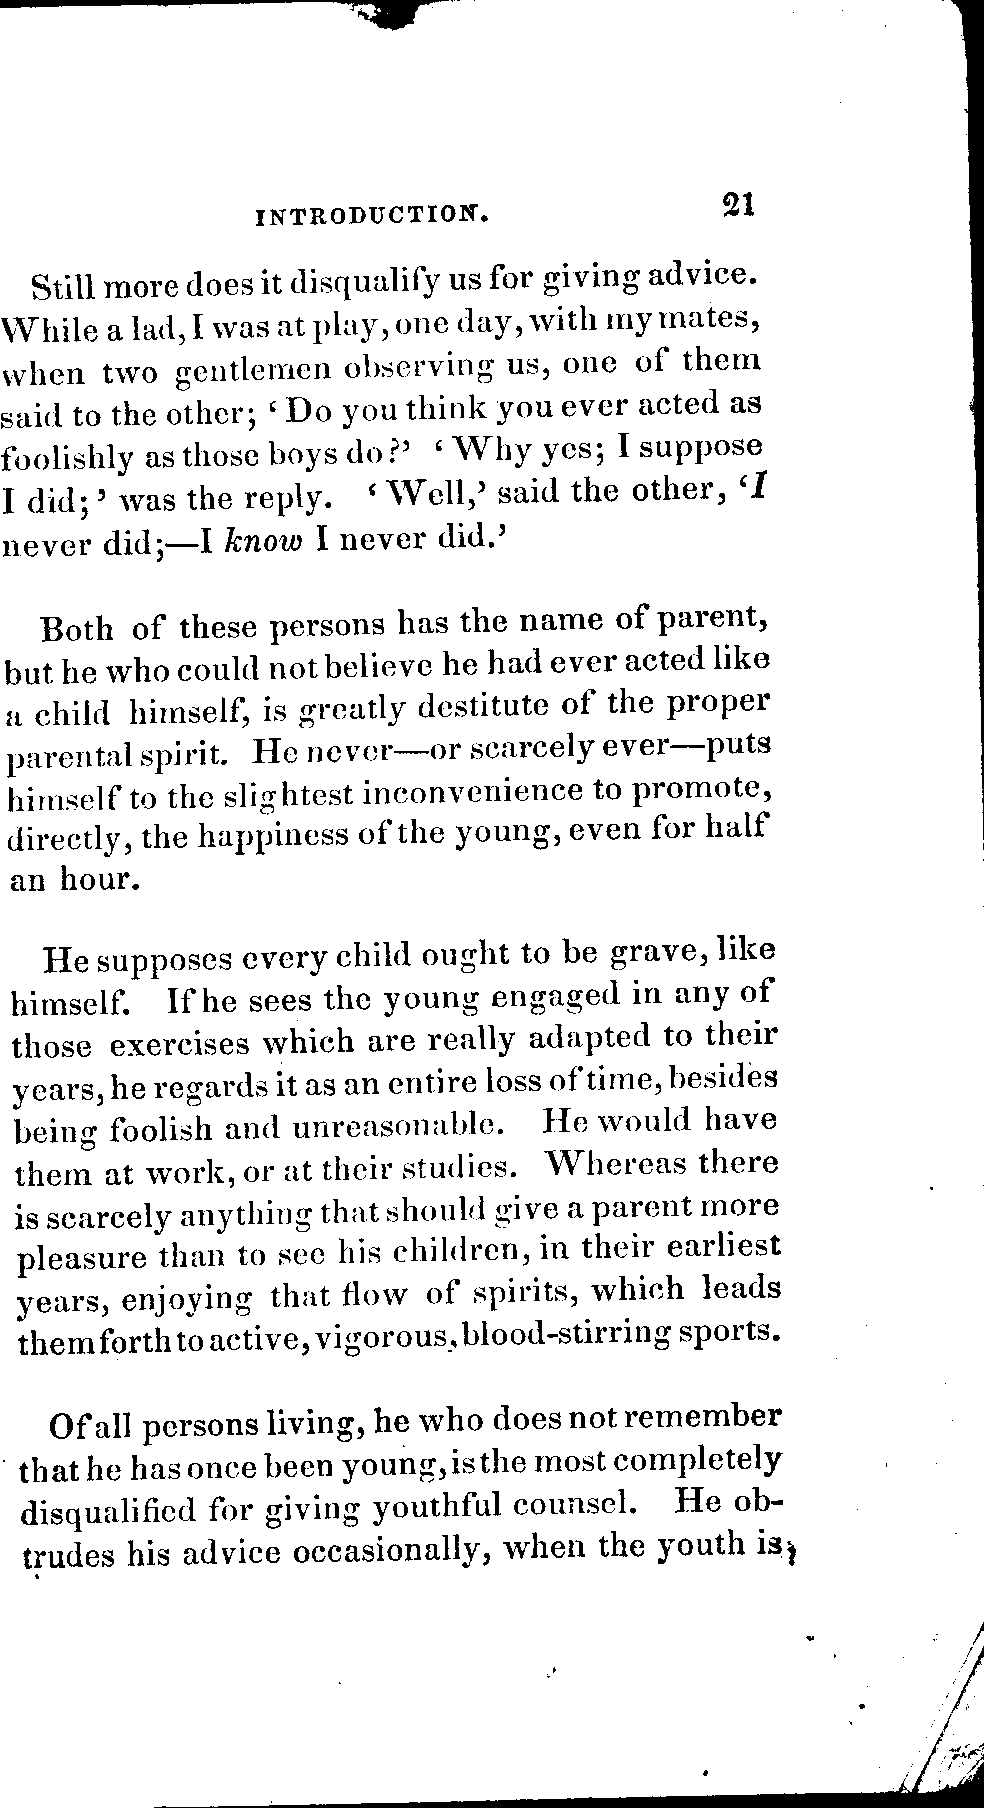 INTRODUCTION. 21
Still more does it disqualify us for giving advice.
While a lad, I was at play, one day, with my mates,
when two gentlemen observing us, one of them
said to the other; ‘ Do you think you ever acted as
foolishly as those boys do?’ ‘ Why yes; I suppose
I did; ’ was the reply. ‘ Well,’ said the other, ‘I
never did;—I know I never did.’
Both of these persons has the name of parent,
but he who could not believe he had ever acted like
a child himself, is greatly destitute of the proper
parental spirit. He never—or scarcely ever—puts
himself to the slightest inconvenience to promote,
directly, the happiness of the young, even for half
an hour.
He supposes every child ought to be grave, like
himself. If he sees the young engaged in any of
those exercises which are really adapted to their
years, he regards it as an entire loss of time, besides
being foolish and unreasonable. He would have
them at work, or at their studies. Whereas there
is scarcely anything that should give a parent more
pleasure than to see his children, in their earliest
years, enjoying that flow of spirits, which leads
them forth to active, vigorous, blood-stirring sports.
Of all persons living, he who does not remember
that he has once been young, is the most completely
disqualified for giving youthful counsel. He ob-
trudes his advice occasionally, when the youth is,